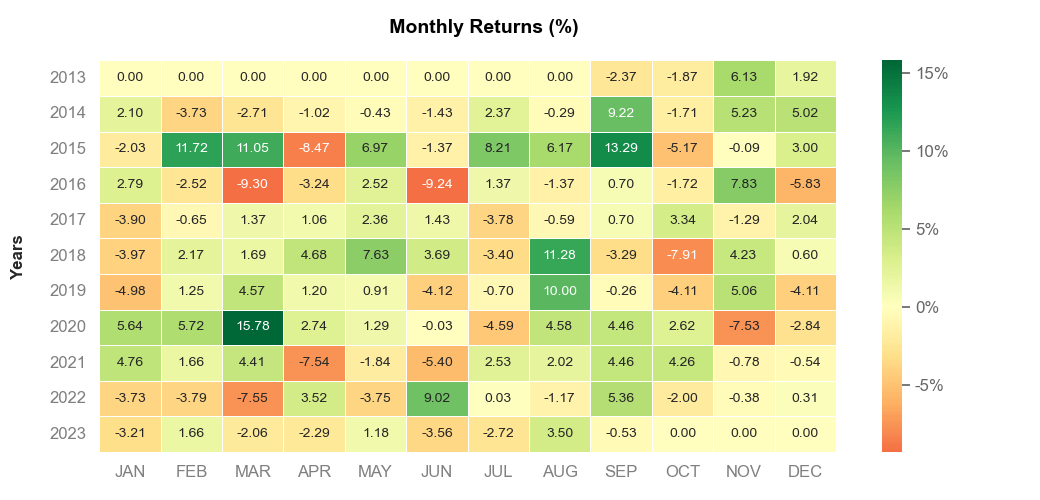 Monthly Returns (%)
Years
2013 0.00 0.00 0.00 0.00 0.00 0.00 0.00 0.00 -2.37 -1.87 6.13 1.92
2014 2.10 -3.73 -2.71 -1.02 -0.43 -1.43 2.37 -0.29 9.22 -1.71 5.23 5.02
2015 -2.03 11.72 11.05 -8.47 6.97 -1.37 8.21 6.17 13.29 -5.17 -0.09 3.00
2016 2.79 -2.52 -9.30 -3.24 2.52 -9.24 1.37 -1.37 0.70 -1.72 7.83 -5.83
2017 -3.90 -0.65 1.37 1.06 2.36 1.43 -3.78 -0.59 0.70 3.34 -1.29 2.04
2018 -3.97 2.17 1.69 4.68 7.63 3.69 -3.40 11.28 -3.29 -7.91 4.23 0.60
2019 -4.98 1.25 4.57 1.20 0.91 -4.12 -0.70 10.00 -0.26 -4.11 5.06 -4.11
2020 5.64 5.72 15.78 2.74 1.29 -0.03 -4.59 4.58 4.46 2.62 -7.53 -2.84
2021 4.76 1.66 4.41 -7.54 -1.84 -5.40 2.53 2.02 4.46 4.26 -0.78 -0.54
2022 -3.73 -3.79 -7.55 3.52 -3.75 9.02 0.03 -1.17 5.36 -2.00 -0.38 0.31
2023 -3.21 1.66 -2.06 -2.29 1.18 -3.56 -2.72 3.50 -0.53 0.00 0.00 0.00
JAN FEB MAR APR MAY JUN JUL AUG SEP OCT NOV DEC
15%
10%
5%
0%
-5%